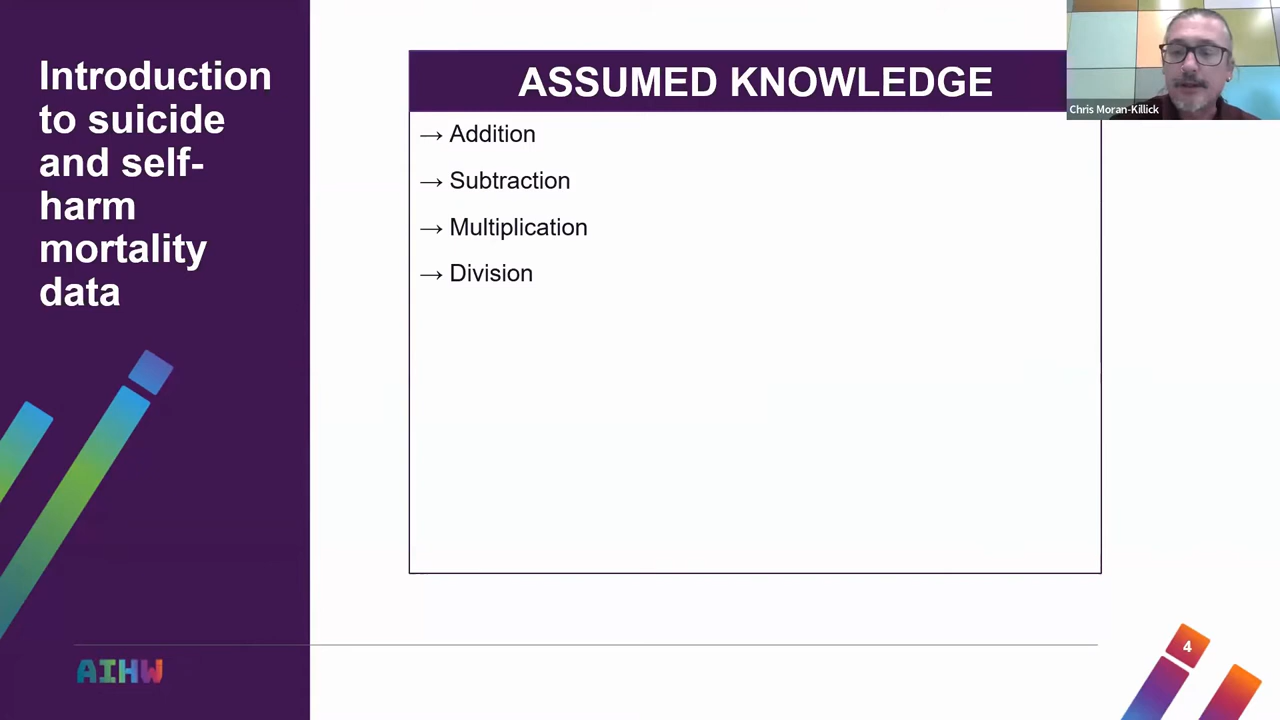 Introduction
to suicide
and self-
harm
mortality
data
ASSUMED KNOWLEDGE
→ Addition
→ Subtraction
→ Multiplication
→ Division
Chris Moran-Killick
AIHW
4